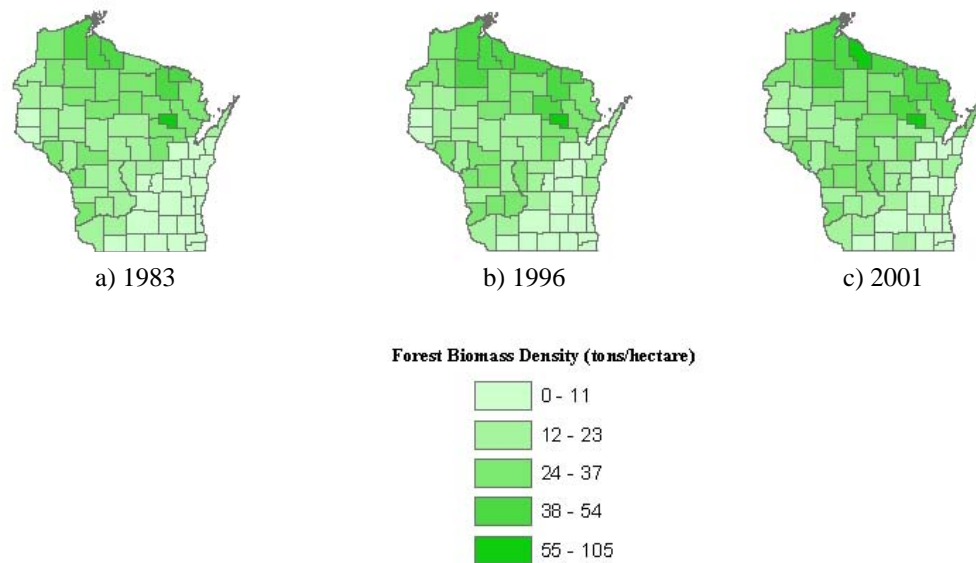 a) 1983
b) 1996
c) 2001
Forest Biomass Density (tons/hectare)
0 - 11
12 - 23
24 - 37
38 - 54
55 - 105